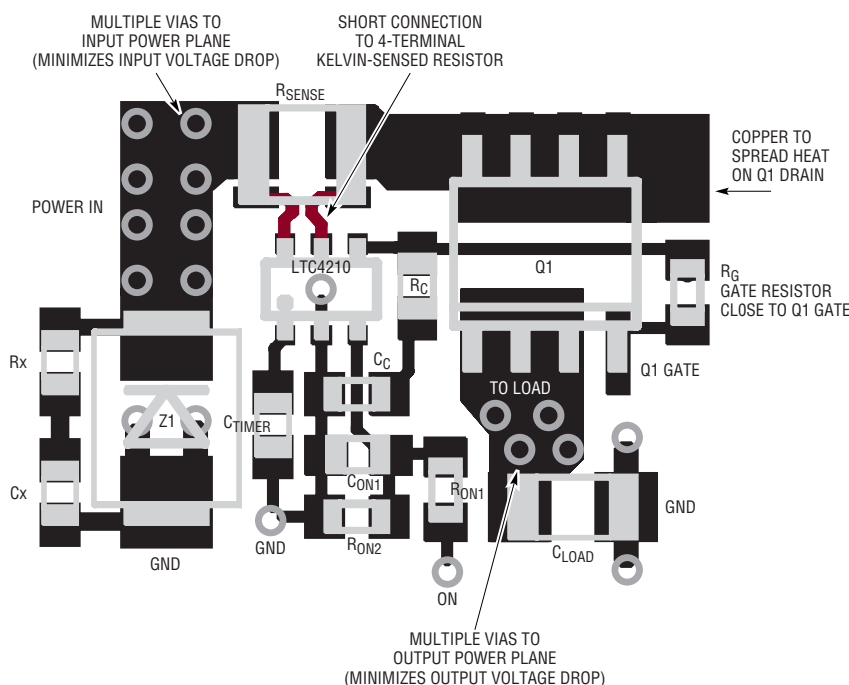 MULTIPLE VIAS TO
INPUT POWER PLANE
(MINIMIZES INPUT VOLTAGE DROP)
SHORT CONNECTION
TO 4-TERMINAL
KELVIN-SENSED RESISTOR
RSENSE
COPPER TO
SPREAD HEAT
ON Q1 DRAIN
POWER IN
LTC4210
RC
Q1
RG
GATE RESISTOR
CLOSE TO Q1 GATE
RX
CC
Q1 GATE
TO LOAD
Z1
CTIMER
CX
CON1
RON1
GND
GND
GND
RON2
CLOAD
ON
MULTIPLE VIAS TO
OUTPUT POWER PLANE
(MINIMIZES OUTPUT VOLTAGE DROP)